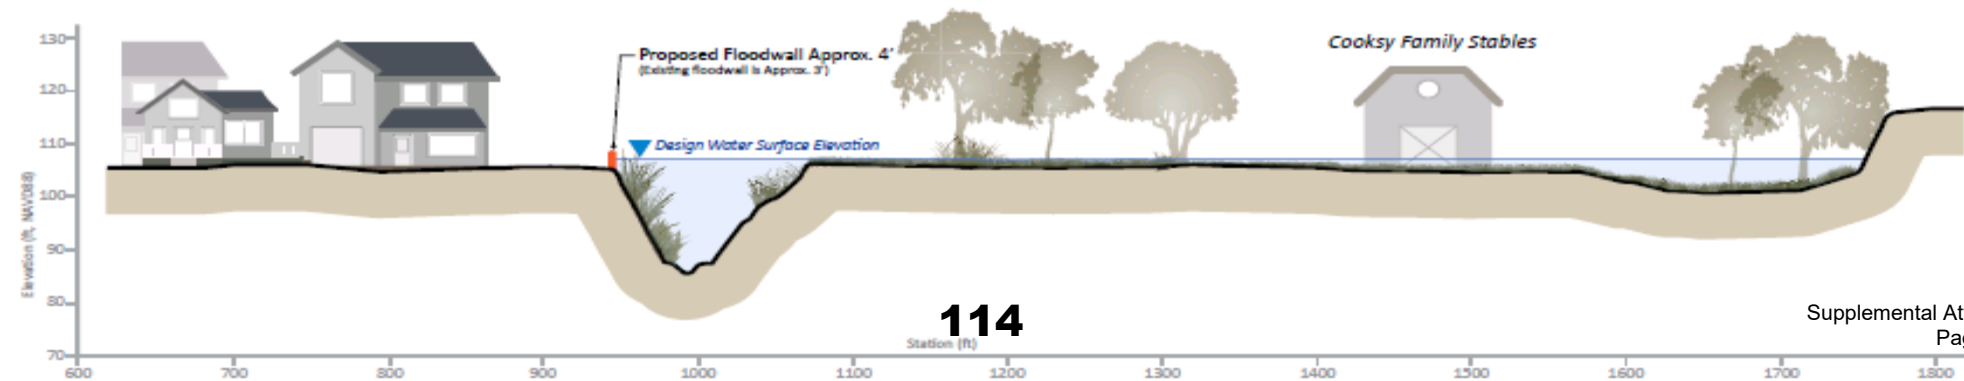 130
Proposed Floodwall Approx. 4'
(Existing floodwall is Approx. 3')
Cooksy Family Stables
120
110
Design Water Surface Elevation
100
Elevation (ft, NAVD88)
90
80
114
Supplemental At
Pag
Station (ft)
70
600 700 800 900 1000 1100 1200 1300 1400 1500 1600 1700 1800